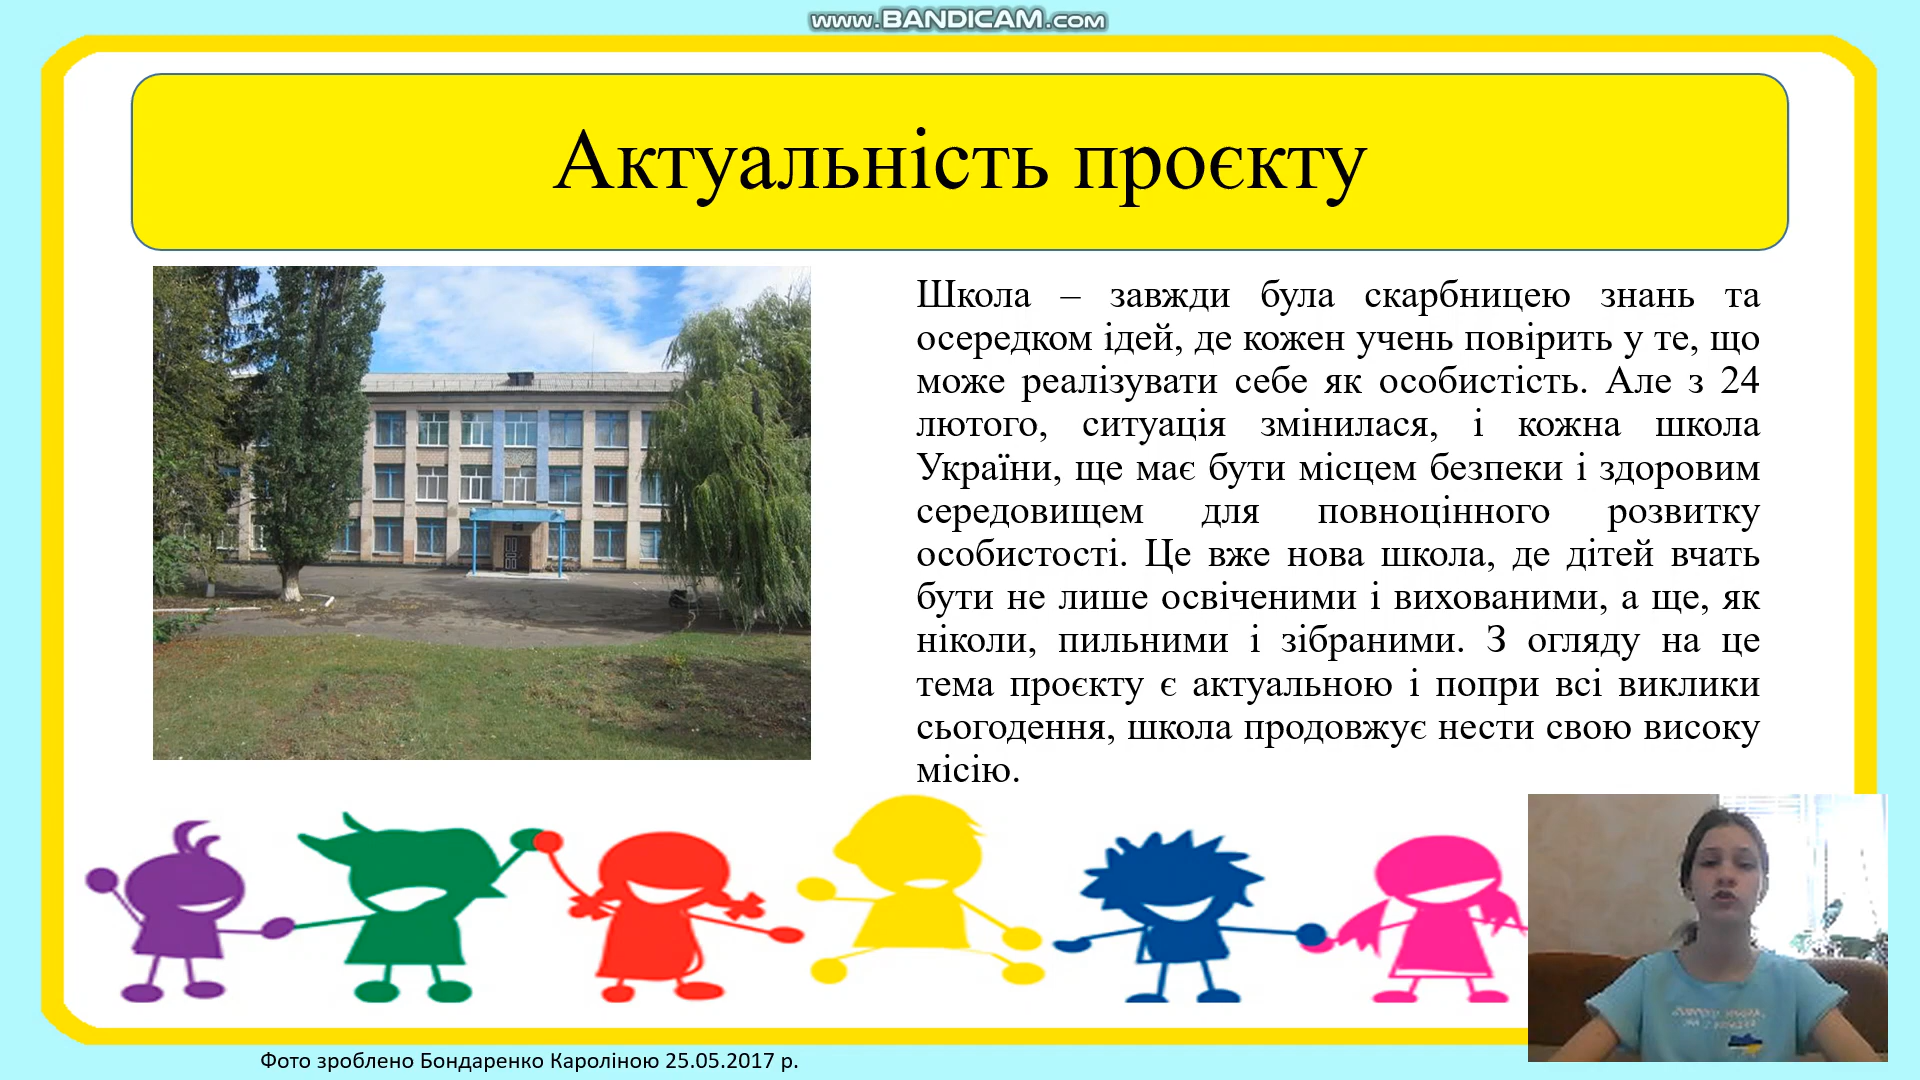 www.BANDICAM.com
Актуальність проєкту
Школа – завжди була скарбницею знань та
осередком ідей, де кожен учень повірить у те, що
може реалізувати себе як особистість. Але з 24
лютого, ситуація змінилася, і кожна школа
України, ще має бути місцем безпеки і здоровим
середовищем для повноцінного розвитку
особистості. Це вже нова школа, де дітей вчать
бути не лише освіченими і вихованими, а ще, як
ніколи, пильними і зібраними. З огляду на це
тема проєкту є актуальною і попри всі виклики
сьогодення, школа продовжує нести свою високу
місію.
Фото зроблено Бондаренко Кароліною 25.05.2017 р.